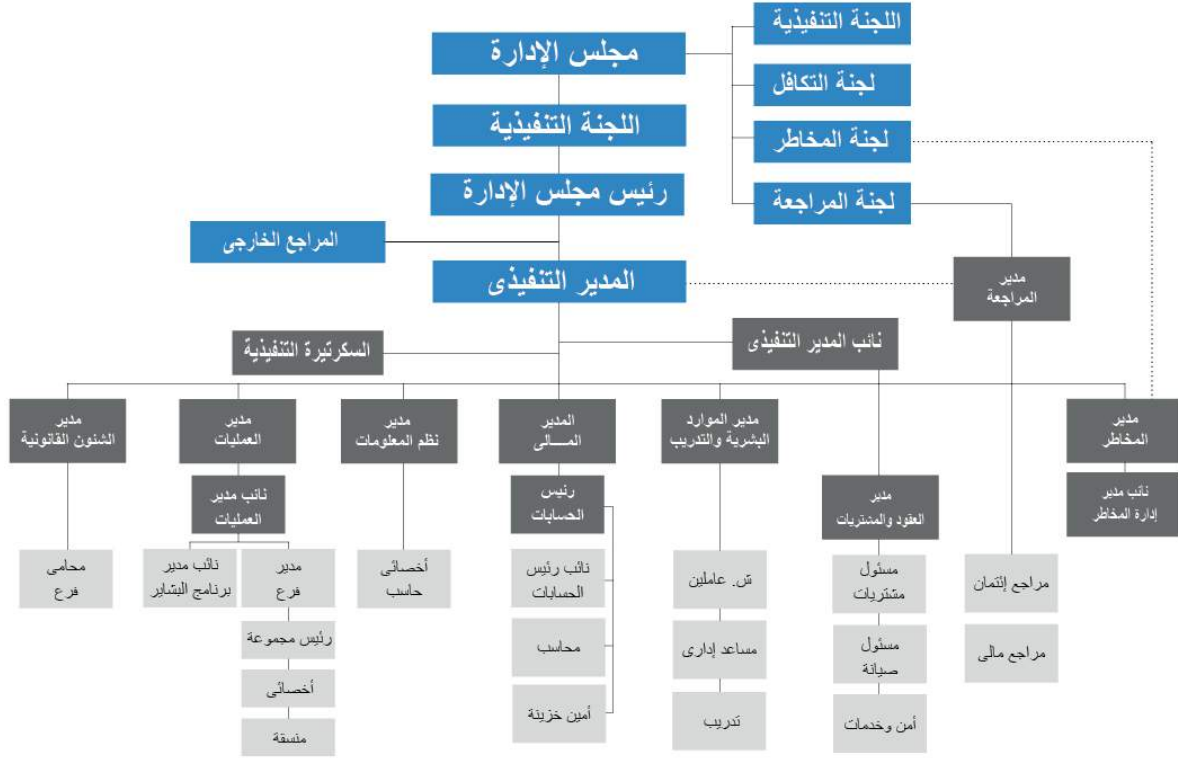 مجلس الإدارة
اللجنة التنفيذية
لجنة التكافل
لجنة المخاطر
لجنة المراجعة
اللجنة التنفيذية
رئيس مجلس الإدارة
المراجع الخارجى
المدير التنفيذى
مدير
المراجعة
نائب المدير التنفيذى
السكرتيرة التنفيذية
مدير
المخاطر
مدير الموارد
البشرية والتدريب
المدير
المـــالى
مدير
نظم المعلومات
مدير
العمليات
مدير
الشئون القانونية
نائب مدير
إدارة المخاطر
مدير
العقود والمشتريات
رئيس
الحسابات
نائب مدير
العمليات
مراجع إئتمان
مسئول
مشتريات
ش. عاملين
نائب رئيس
الحسابات
أخصائى
حاسب
مدير
فرع
نائب مدير
برنامج البشاير
محامى
فرع
مراجع مالى
مسئول
صيانة
مساعد إدارى
محاسب
رئيس مجموعة
أخصائى
أمن وخدمات
تدريب
أمين خزينة
منسقة